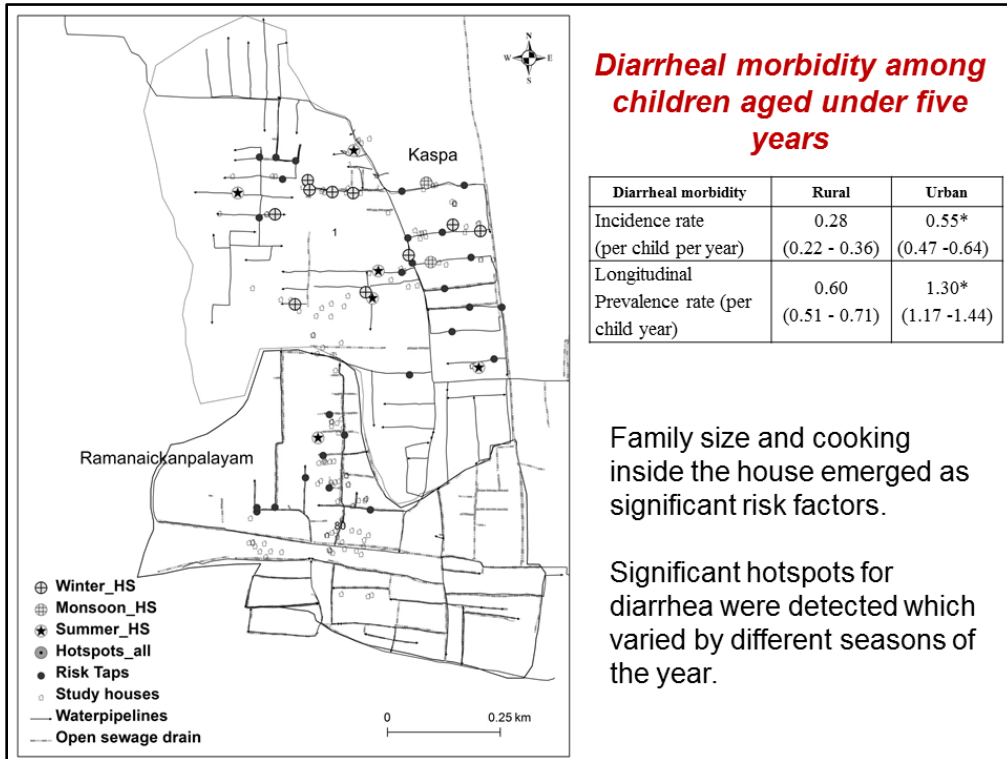 N
W
E
S
Kaspa
1
Ramanaickanpalayam
80
Winter_HS
Monsoon_HS
Summer_HS
Hotspots_all
Risk Taps
Study houses
Waterpipelines
Open sewage drain
0
0.25 km
Diarrheal morbidity among
children aged under five
years
Diarrheal morbidity Rural Urban
Incidence rate 0.28 0.55*
(per child per year) (0.22 - 0.36) (0.47 -0.64)
Longitudinal
Prevalence rate (per 0.60 1.30*
child year) (0.51 - 0.71) (1.17 -1.44)
Family size and cooking
inside the house emerged as
significant risk factors.
Significant hotspots for
diarrhea were detected which
varied by different seasons of
the year.